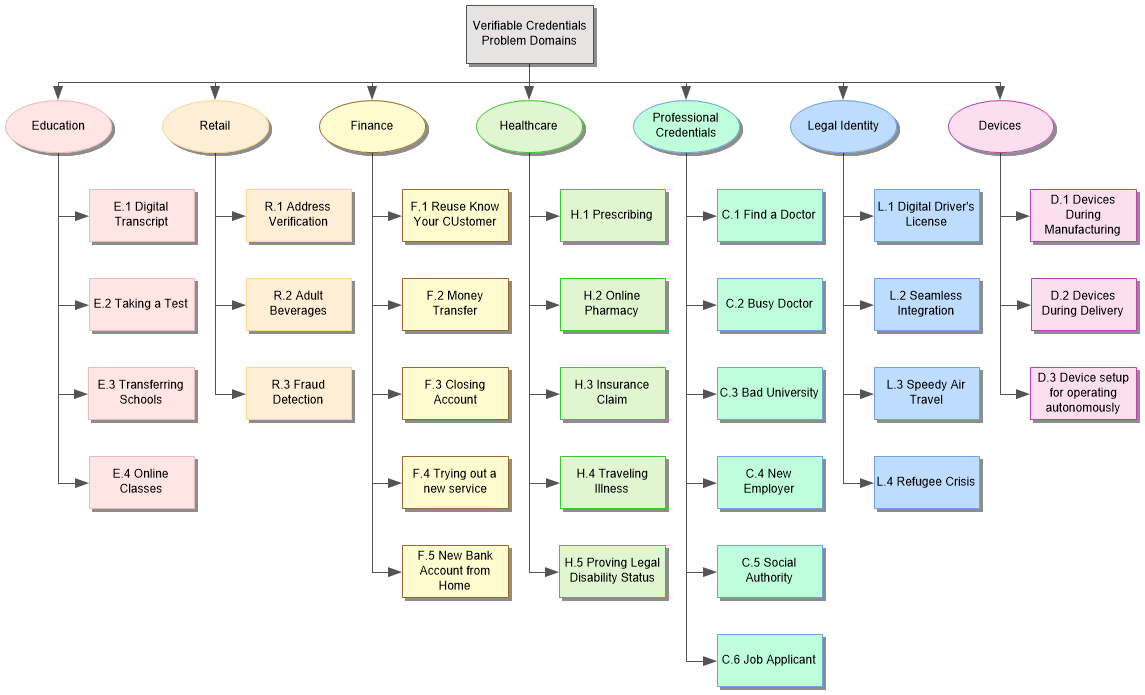 Verifiable Credentials
Problem Domains
Education
Retail
Finance
Healthcare
Professional
Credentials
Legal Identity
Devices
E.1 Digital
Transcript
E.2 Taking a Test
E.3 Transferring
Schools
E.4 Online
Classes
R.1 Address
Verification
R.2 Adult
Beverages
R.3 Fraud
Detection
F.1 Reuse Know
Your CUstomer
F.2 Money
Transfer
F.3 Closing
Account
F.4 Trying out a
new service
F.5 New Bank
Account from
Home
H.1 Prescribing
H.2 Online
Pharmacy
H.3 Insurance
Claim
H.4 Traveling
Illness
H.5 Proving Legal
Disability Status
C.1 Find a Doctor
C.2 Busy Doctor
C.3 Bad University
C.4 New
Employer
C.5 Social
Authority
C.6 Job Applicant
L.1 Digital Driver's
License
L.2 Seamless
Integration
L.3 Speedy Air
Travel
L.4 Refugee Crisis
D.1 Devices
During
Manufacturing
D.2 Devices
During Delivery
D.3 Device setup
for operating
autonomously